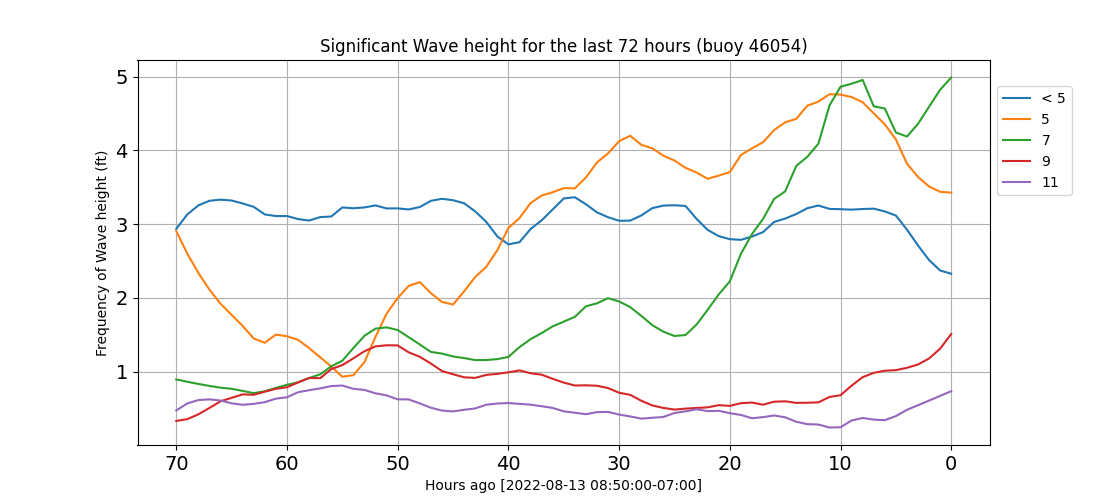 Significant Wave height for the last 72 hours (buoy 46054)
Frequency of Wave height (ft)
5
4
3
2
1
70 60 50 40 30 20 10 0
Hours ago [2022-08-13 08:50:00-07:00]
< 5
5
7
9
11